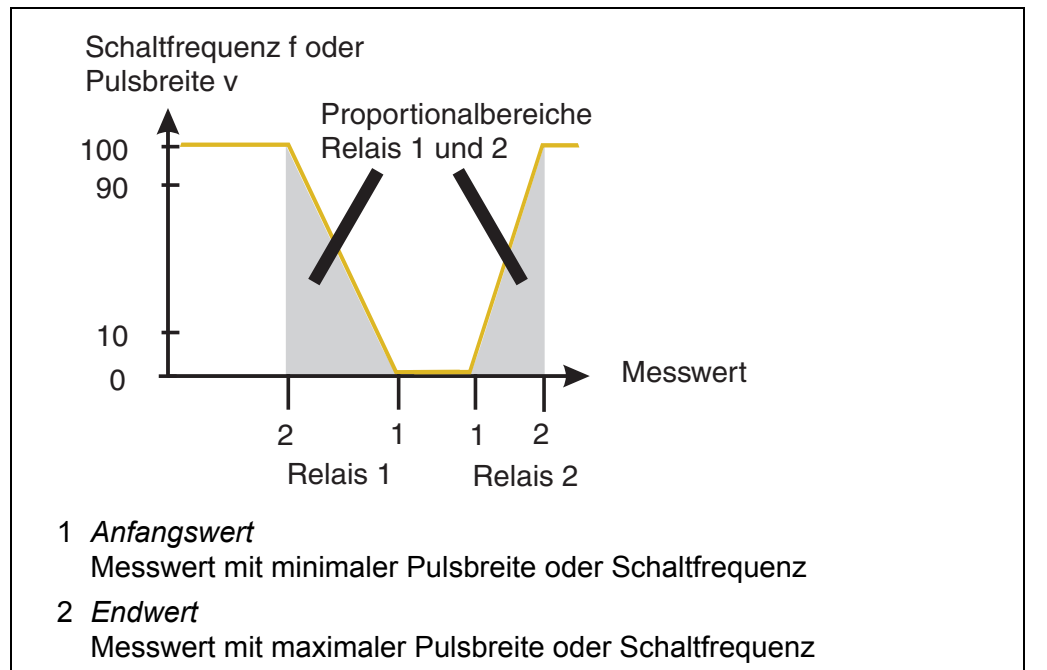 Schaltfrequenz f oder
Pulsbreite v
Proportionalbereiche
Relais 1 und 2
100
90
10
0
Messwert
2 1 1 2
Relais 1 Relais 2
1 Anfangswert
Messwert mit minimaler Pulsbreite oder Schaltfrequenz
2 Endwert
Messwert mit maximaler Pulsbreite oder Schaltfrequenz